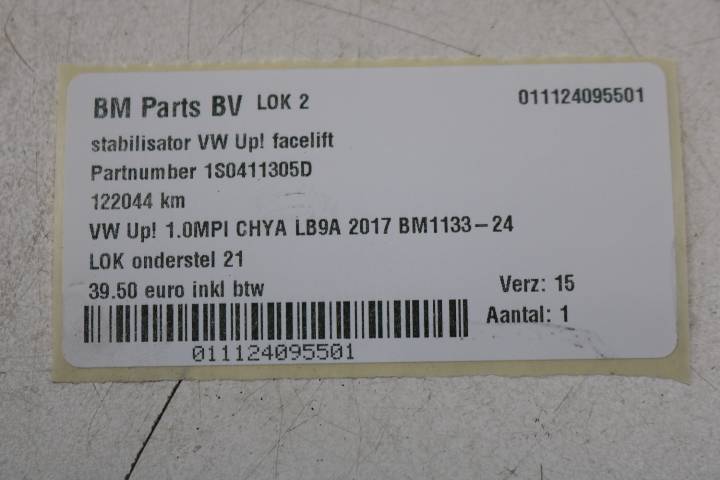 BM Parts BV LOK 2 011124095501
stabilisator VW Up! facelift
Partnumber 1S0411305D
122044 km
VW Up! 1.0MPI CHYA LB9A 2017 BM1133-24
LOK onderstel 21
39.50 euro inkl btw Verz: 15
Aantal: 1
011124095501